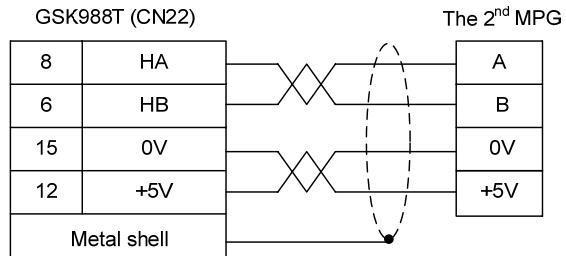 GSK988T (CN22)
The 2nd MPG
8 HA A
6 HB B
15 0V 0V
12 +5V +5V
Metal shell